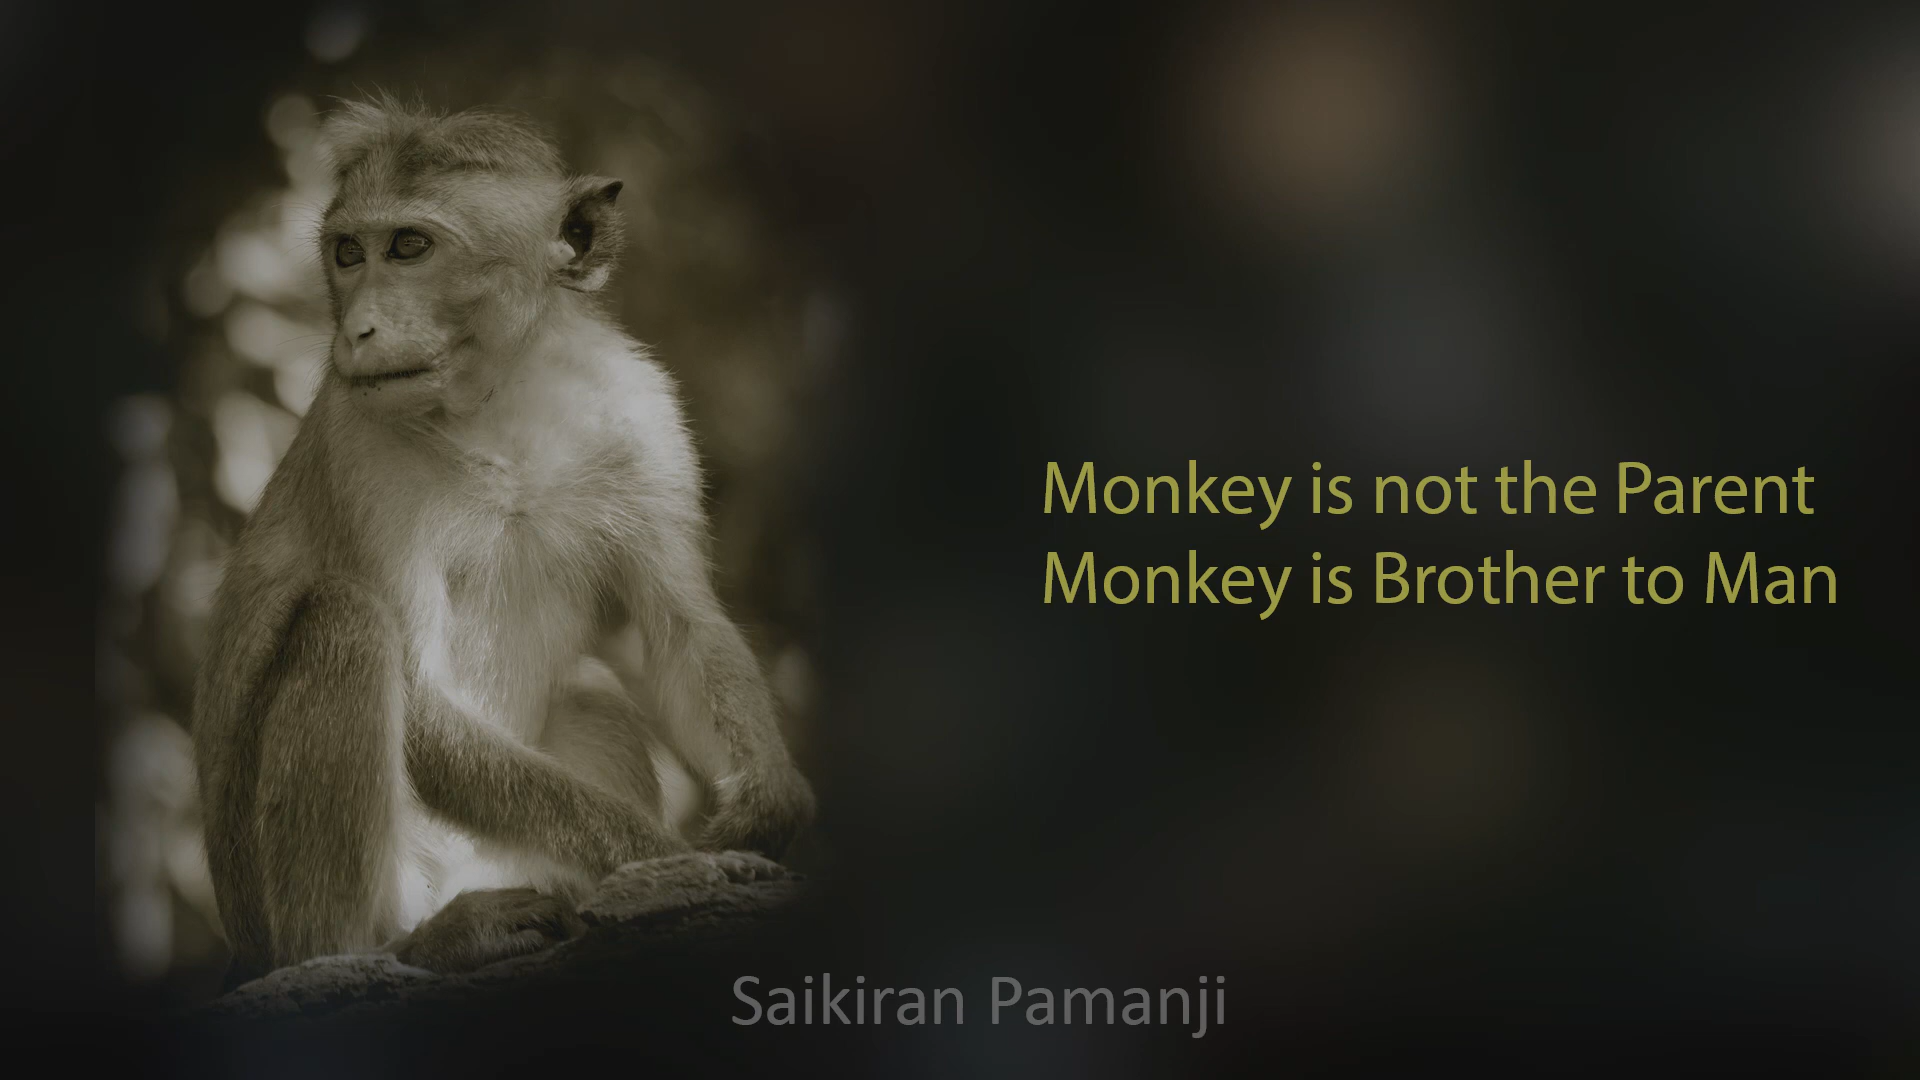 Monkey is not the Parent
Monkey is Brother to Man
Saikiran Pamanji